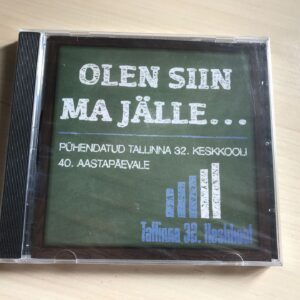 OLEN SIIN
MA JÄLLE...
PÜHENDATUD TALLINNA 32. KESKKOOLI
40. AASTAPÄEVALE
Tallinna 32. Keskkool